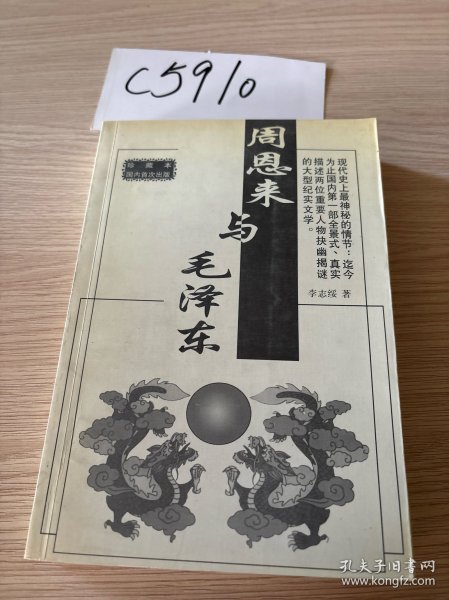 C5910
珍藏本
国内首次出版
周恩来
与
毛泽东
现代史上最神秘的情节：迄今
为止国内第一部全景式、真实
描述两位重要人物抉幽揭谜
的大型纪实文学。
李志绥 著
孔夫子旧书网
www.kongfz.com